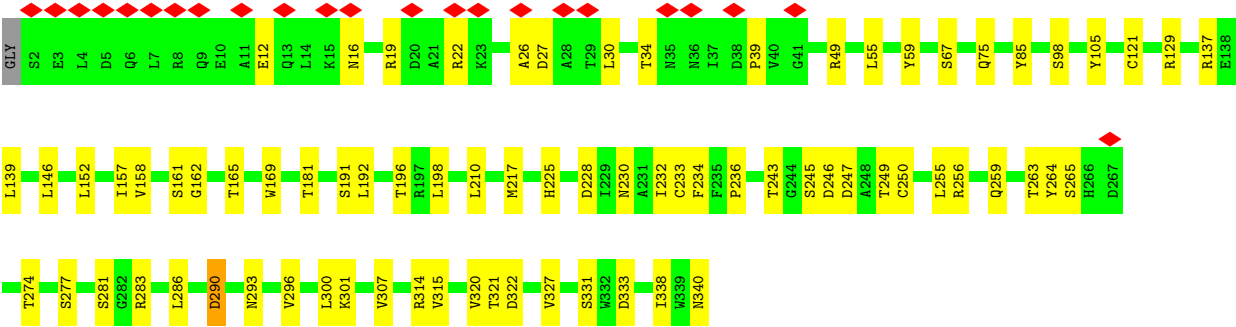 GLY S2 E3 L4 D5 Q6 L7 R8 Q9 E10 A11 E12 Q13 L14 K15 N16 R19 D20 A21 R22 K23 A26 D27 A28 T29 L30 T34 N35 N36 I37 D38 P39 V40 G41 R49 L55 Y59 S67 Q75 Y85 S98 Y105 C121 R129 R137 E138
L139 L146 L152 I157 V158 S161 G162 T165 W169 T181 S191 L192 T196 R197 L198 L210 M217 H225 D228 I229 N230 A231 I232 C233 F234 F235 P236 T243 G244 S245 D246 D247 A248 T249 C250 L255 R256 Q259 T263 Y264 S265 H266 D267
T274 S277 S281 G282 R283 L286 D290 N293 V296 L300 K301 V307 R314 V315 V320 T321 D322 V327 S331 W332 D333 I338 W339 N340